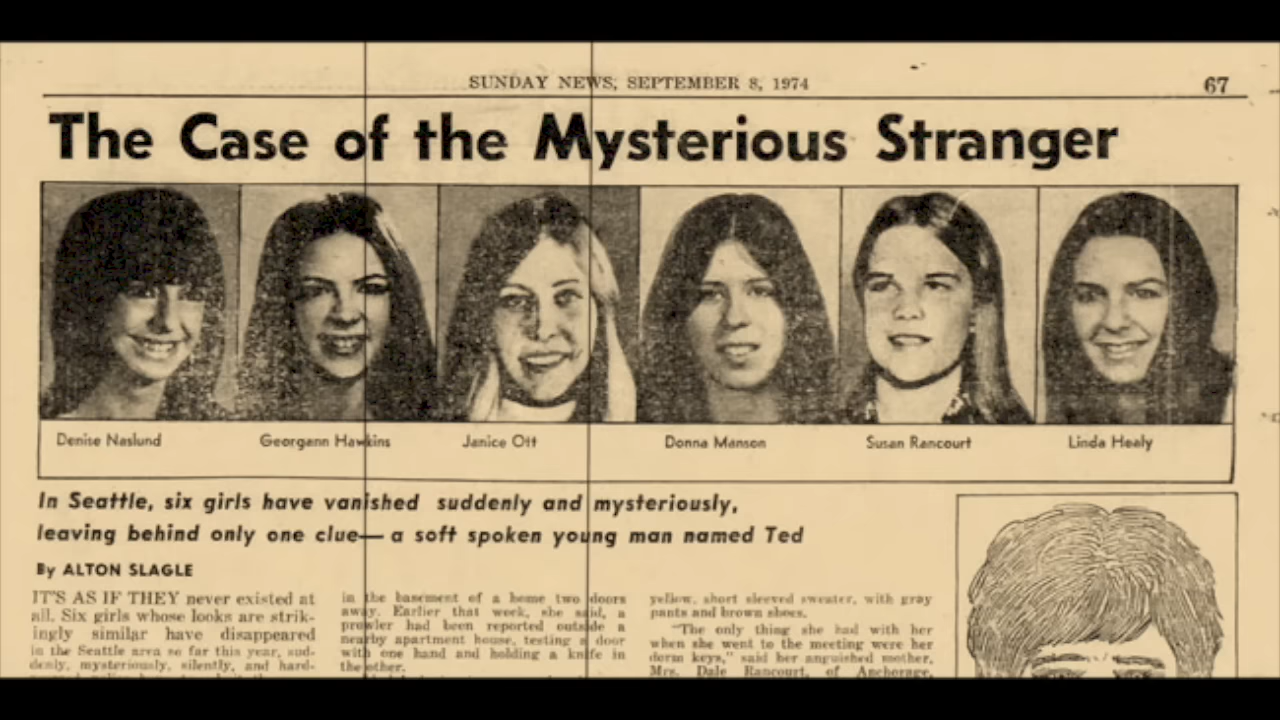 SUNDAY NEWS, SEPTEMBER 8, 1974
67
The Case of the Mysterious Stranger
Denise Naslund
Georgann Hawkins
Janice Ott
Donna Manson
Susan Rancourt
Linda Healy
In Seattle, six girls have vanished suddenly and mysteriously,
leaving behind only one clue— a soft spoken young man named Ted
By ALTON SLAGLE
IT'S AS IF THEY never existed at
all. Six girls whose looks are strik-
ingly similar have disappeared
in the Seattle area so far this year, sud-
denly, mysteriously, silently, and hard-
in the basement of a home two doors
away. Earlier that week, she said, a
prowler had been reported outside a
nearby apartment house, testing a door
with one hand and holding a knife in
the other.
yellow, short sleeved sweater, with gray
pants and brown shoes.
"The only thing she had with her
when she went to the meeting were her
dorm keys," said her anguished mother,
Mrs. Dale Rancourt, of Anchorage,